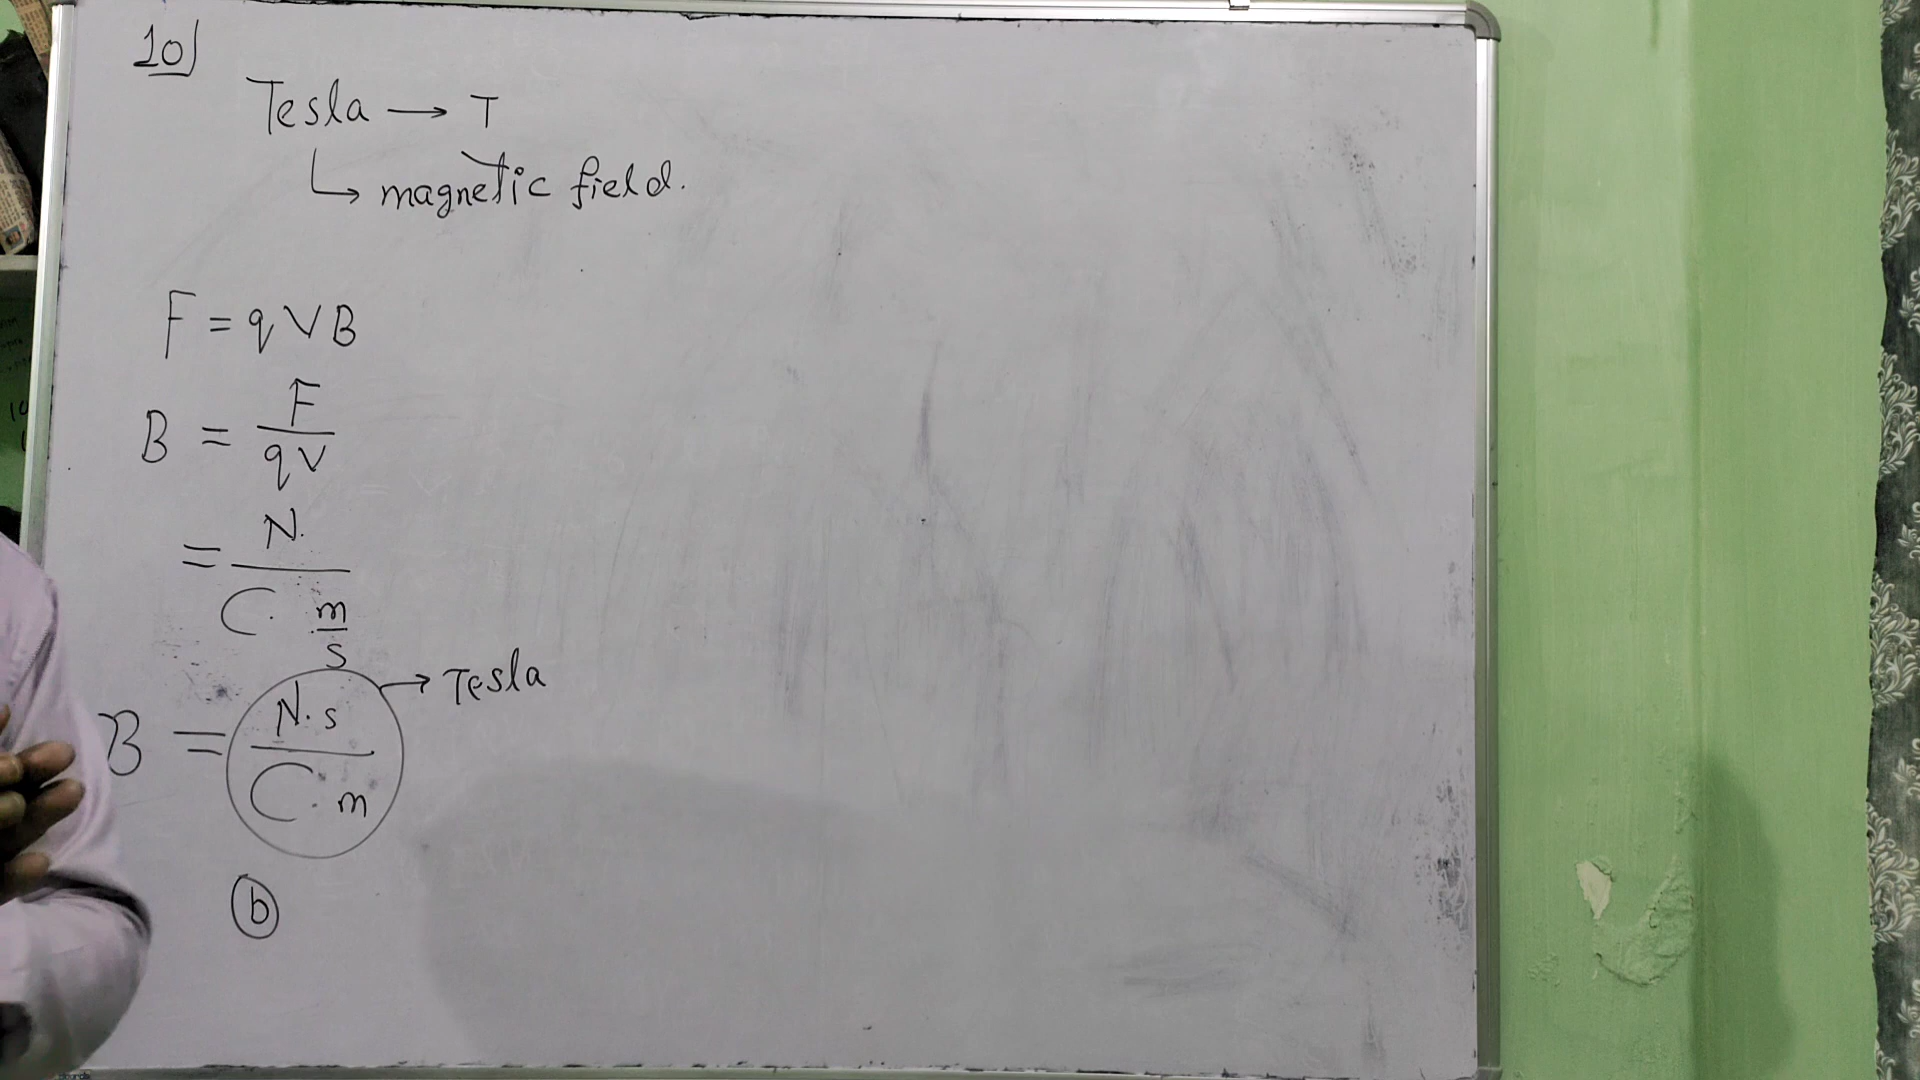 10)
Tesla → T
↳ magnetic field.
F = qVB
B = F/qV
= N. / C. m/s
B = N.s / C.m → Tesla
(b)